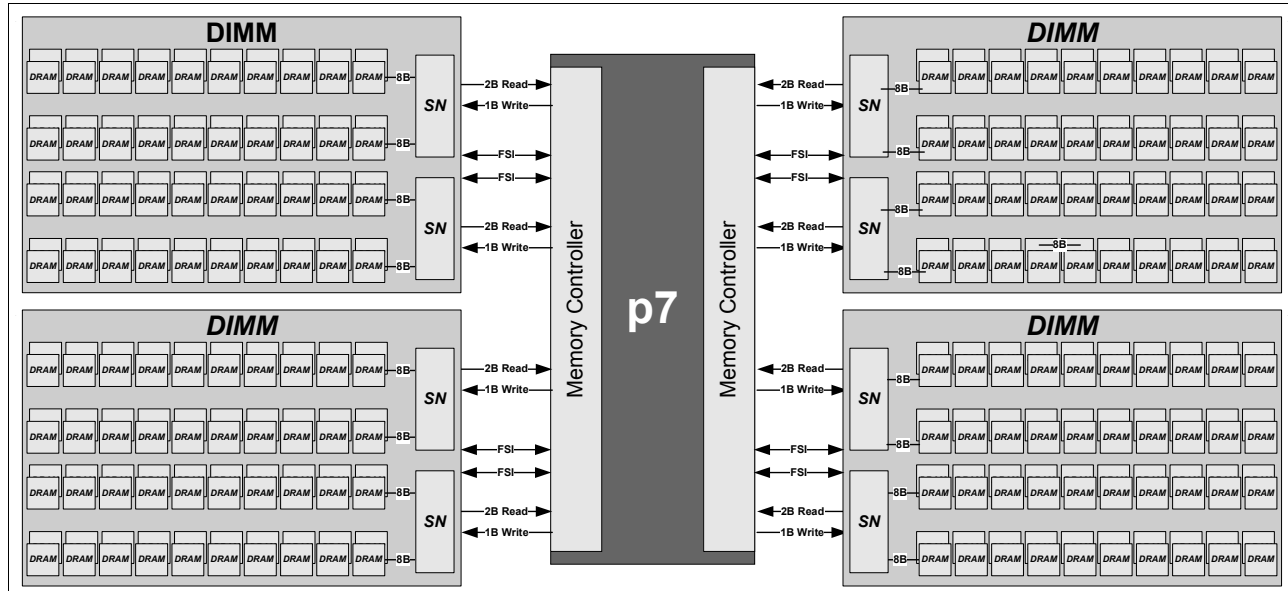 DIMM
DRAM DRAM DRAM DRAM DRAM DRAM DRAM DRAM DRAM DRAM 8B
DRAM DRAM DRAM DRAM DRAM DRAM DRAM DRAM DRAM DRAM 8B
SN
DRAM DRAM DRAM DRAM DRAM DRAM DRAM DRAM DRAM DRAM 8B
DRAM DRAM DRAM DRAM DRAM DRAM DRAM DRAM DRAM DRAM 8B
SN
2B Read
1B Write
FSI
FSI
2B Read
1B Write
DIMM
DRAM DRAM DRAM DRAM DRAM DRAM DRAM DRAM DRAM DRAM 8B
DRAM DRAM DRAM DRAM DRAM DRAM DRAM DRAM DRAM DRAM 8B
SN
DRAM DRAM DRAM DRAM DRAM DRAM DRAM DRAM DRAM DRAM 8B
DRAM DRAM DRAM DRAM DRAM DRAM DRAM DRAM DRAM DRAM 8B
SN
2B Read
1B Write
FSI
FSI
2B Read
1B Write
Memory Controller
p7
Memory Controller
2B Read
1B Write
FSI
FSI
2B Read
1B Write
DIMM
SN
8B DRAM DRAM DRAM DRAM DRAM DRAM DRAM DRAM DRAM DRAM
8B DRAM DRAM DRAM DRAM DRAM DRAM DRAM DRAM DRAM DRAM
SN
8B DRAM DRAM DRAM DRAM DRAM DRAM DRAM DRAM DRAM DRAM
8B
8B DRAM DRAM DRAM DRAM DRAM DRAM DRAM DRAM DRAM DRAM
2B Read
1B Write
FSI
FSI
2B Read
1B Write
DIMM
SN
8B DRAM DRAM DRAM DRAM DRAM DRAM DRAM DRAM DRAM DRAM
8B DRAM DRAM DRAM DRAM DRAM DRAM DRAM DRAM DRAM DRAM
SN
8B DRAM DRAM DRAM DRAM DRAM DRAM DRAM DRAM DRAM DRAM
8B DRAM DRAM DRAM DRAM DRAM DRAM DRAM DRAM DRAM DRAM